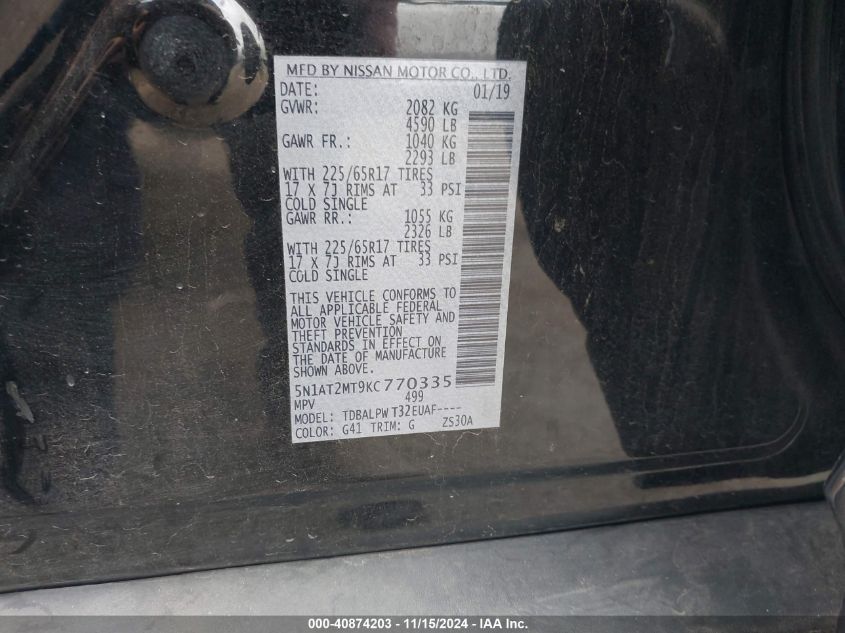 MFD BY NISSAN MOTOR CO., LTD.
DATE: 01/19
GVWR: 2082 KG
4590 LB
GAWR FR.: 1040 KG
2293 LB
WITH 225/65R17 TIRES
17 X 7J RIMS AT 33 PSI
COLD SINGLE
GAWR RR.: 1055 KG
2326 LB
WITH 225/65R17 TIRES
17 X 7J RIMS AT 33 PSI
COLD SINGLE
THIS VEHICLE CONFORMS TO
ALL APPLICABLE FEDERAL
MOTOR VEHICLE SAFETY AND
THEFT PREVENTION
STANDARDS IN EFFECT ON
THE DATE OF MANUFACTURE
SHOWN ABOVE.
5N1AT2MT9KC770335
MPV 499
MODEL: TDBALPW T32EUAF----
COLOR: G41 TRIM: G ZS30A
000-40874203 - 11/15/2024 - IAA Inc.